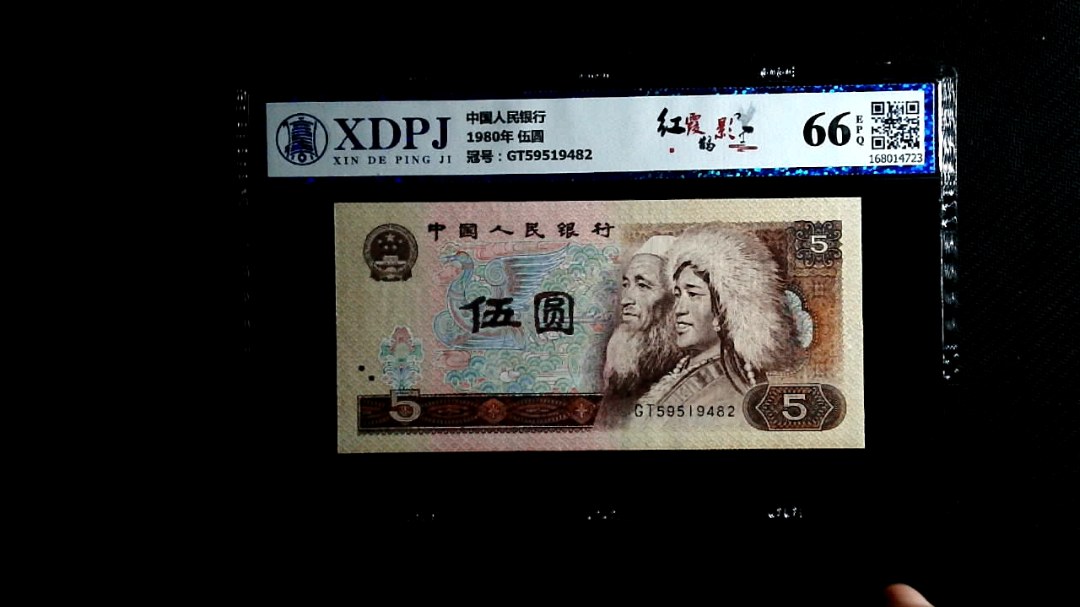 XDPJ
XIN DE PING JI
中国人民银行
1980年 伍圆
冠号：GT59519482
红霞 影
66
EPQ
168014723
中国人民银行
5
伍圆
5
GT59519482
5